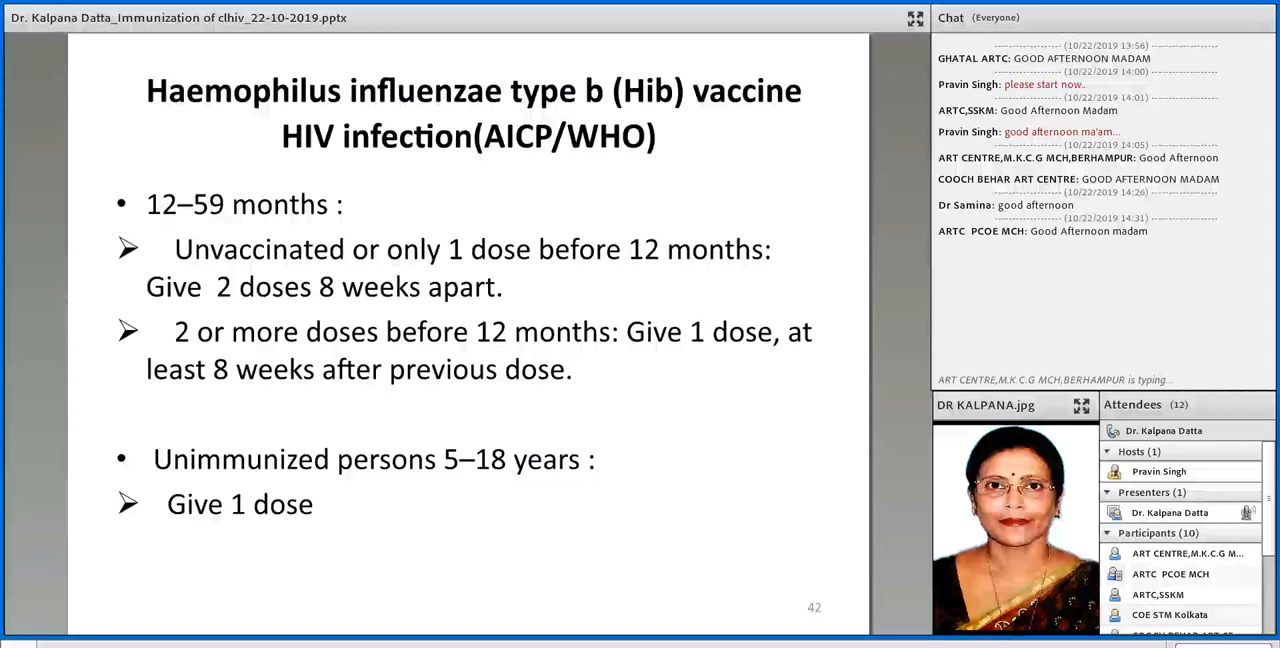 Dr. Kalpana Datta_Immunization of clhiv_22-10-2019.pptx
Haemophilus influenzae type b (Hib) vaccine
HIV infection(AICP/WHO)
• 12–59 months :
➢ Unvaccinated or only 1 dose before 12 months:
Give 2 doses 8 weeks apart.
➢ 2 or more doses before 12 months: Give 1 dose, at
least 8 weeks after previous dose.
• Unimmunized persons 5–18 years :
➢ Give 1 dose
42
Chat (Everyone)
------------------ (10/22/2019 13:56) ------------------
GHATAL ARTC: GOOD AFTERNOON MADAM
------------------ (10/22/2019 14:00) ------------------
Pravin Singh: please start now..
------------------ (10/22/2019 14:01) ------------------
ARTC,SSKM: Good Afternoon Madam
Pravin Singh: good afternoon ma'am...
------------------ (10/22/2019 14:05) ------------------
ART CENTRE,M.K.C.G MCH,BERHAMPUR: Good Afternoon
COOCH BEHAR ART CENTRE: GOOD AFTERNOON MADAM
------------------ (10/22/2019 14:26) ------------------
Dr Samina: good afternoon
------------------ (10/22/2019 14:31) ------------------
ARTC PCOE MCH: Good Afternoon madam
ART CENTRE,M.K.C.G MCH,BERHAMPUR is typing...
DR KALPANA.jpg
Attendees (12)
Dr. Kalpana Datta
Hosts (1)
Pravin Singh
Presenters (1)
Dr. Kalpana Datta
Participants (10)
ART CENTRE,M.K.C.G M...
ARTC PCOE MCH
ARTC,SSKM
COE STM Kolkata